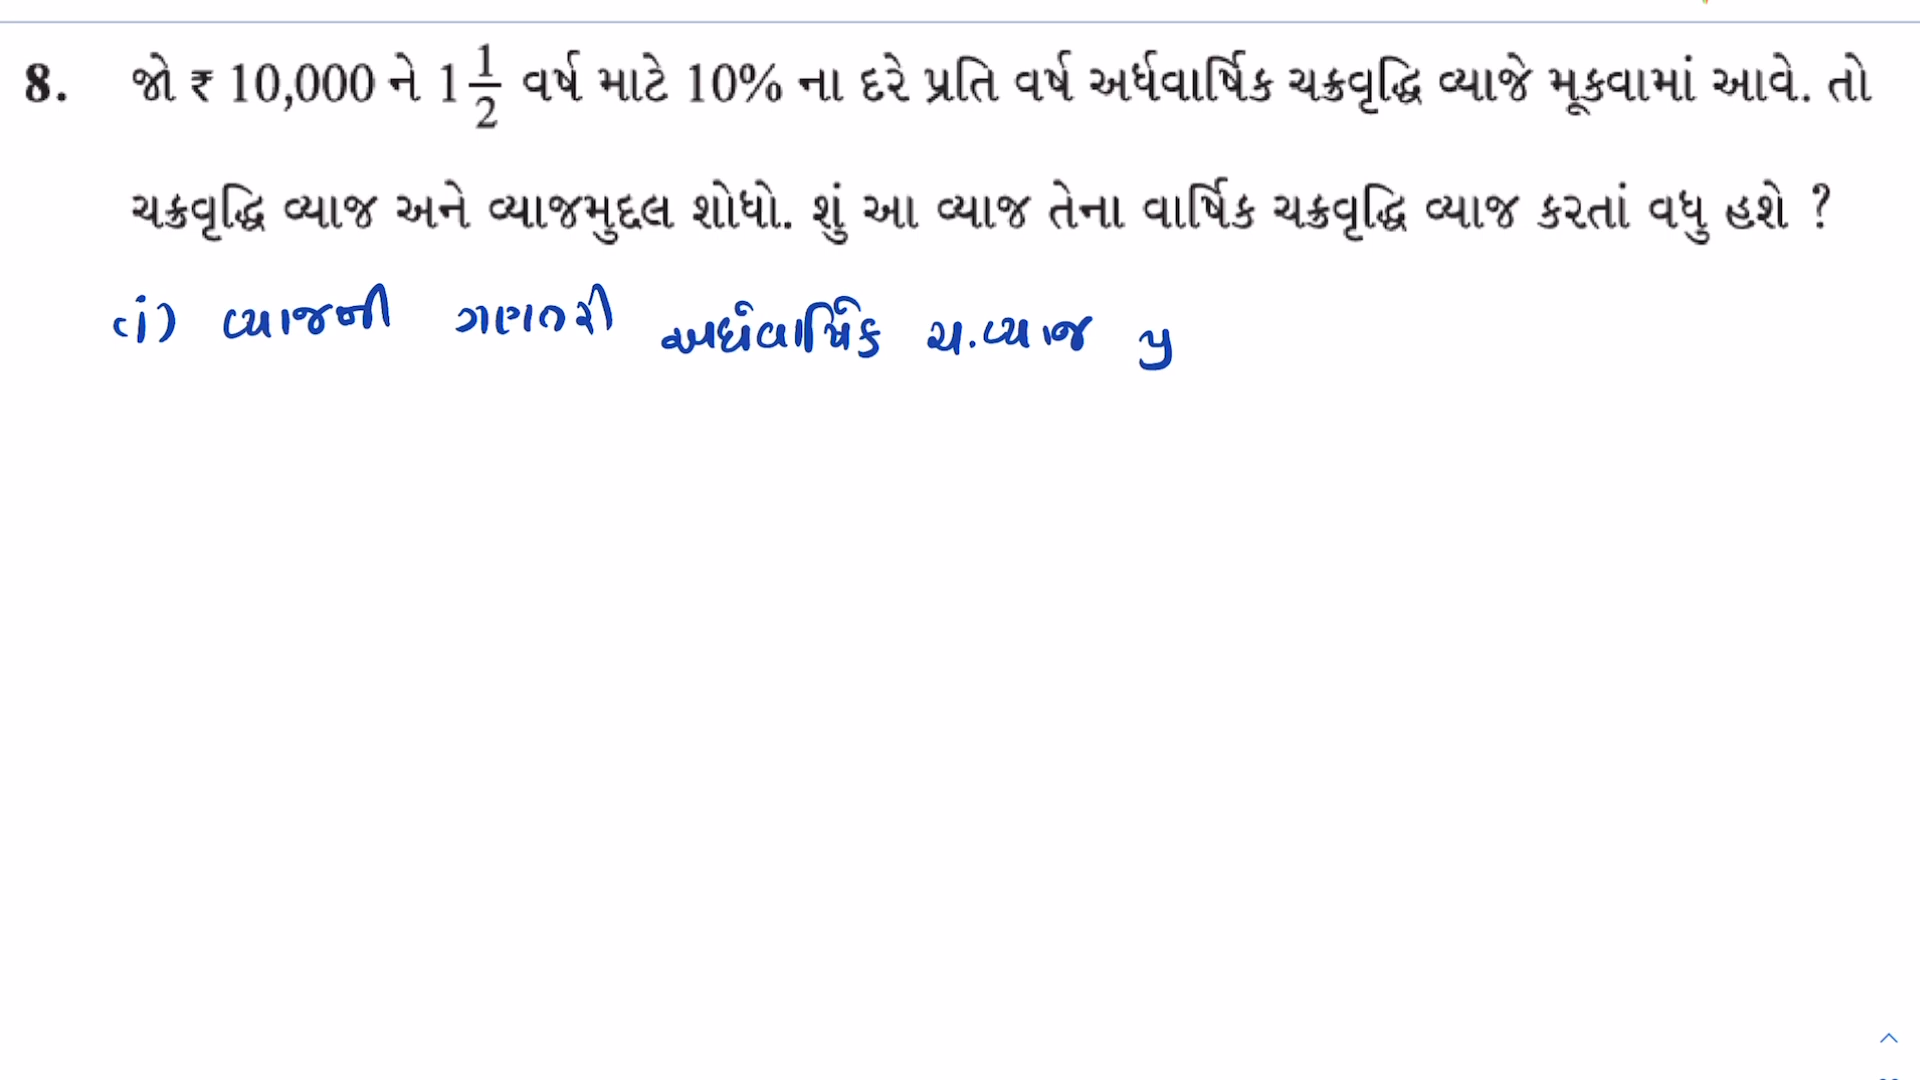 8. જો ₹ 10,000 ને 1 1/2 વર્ષ માટે 10% ના દરે પ્રતિ વર્ષ અર્ધવાર્ષિક ચક્રવૃદ્ધિ વ્યાજે મૂકવામાં આવે. તો
ચક્રવૃદ્ધિ વ્યાજ અને વ્યાજમુદ્દલ શોધો. શું આ વ્યાજ તેના વાર્ષિક ચક્રવૃદ્ધિ વ્યાજ કરતાં વધુ હશે ?
(i) વ્યાજની ગણતરી અર્ધવાર્ષિક ચ.વ્યાજ પ્ર